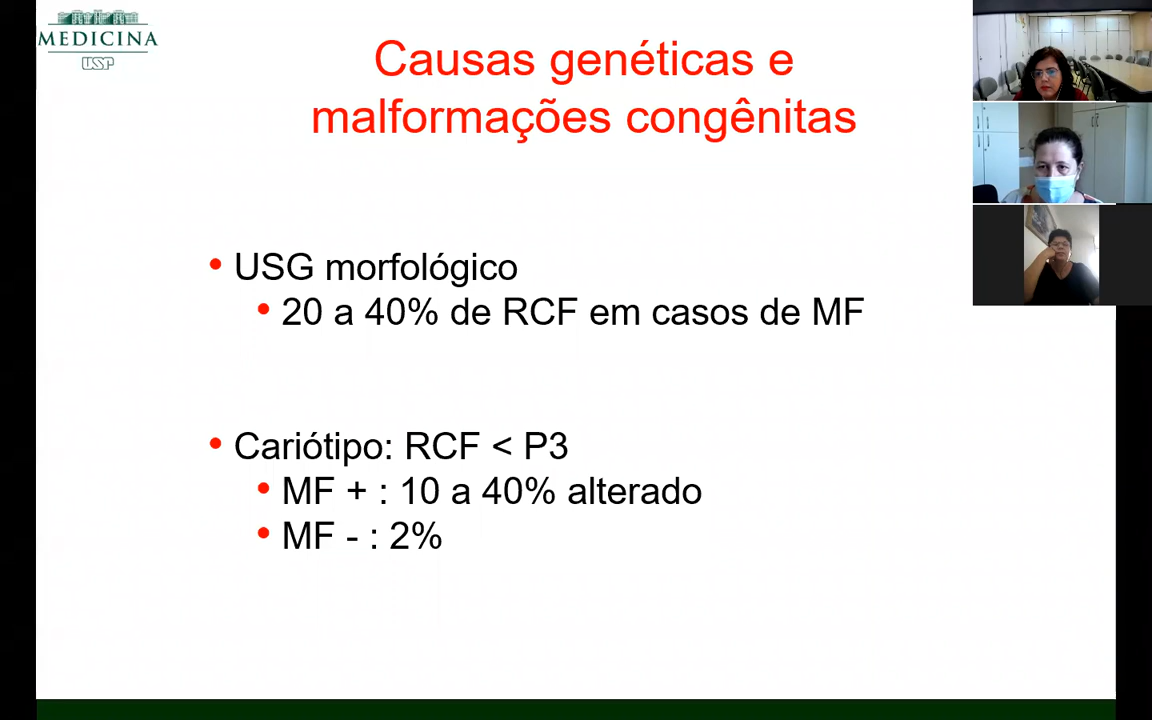 MEDICINA
USP
Causas genéticas e
malformações congênitas
• USG morfológico
• 20 a 40% de RCF em casos de MF
• Cariótipo: RCF < P3
• MF + : 10 a 40% alterado
• MF - : 2%